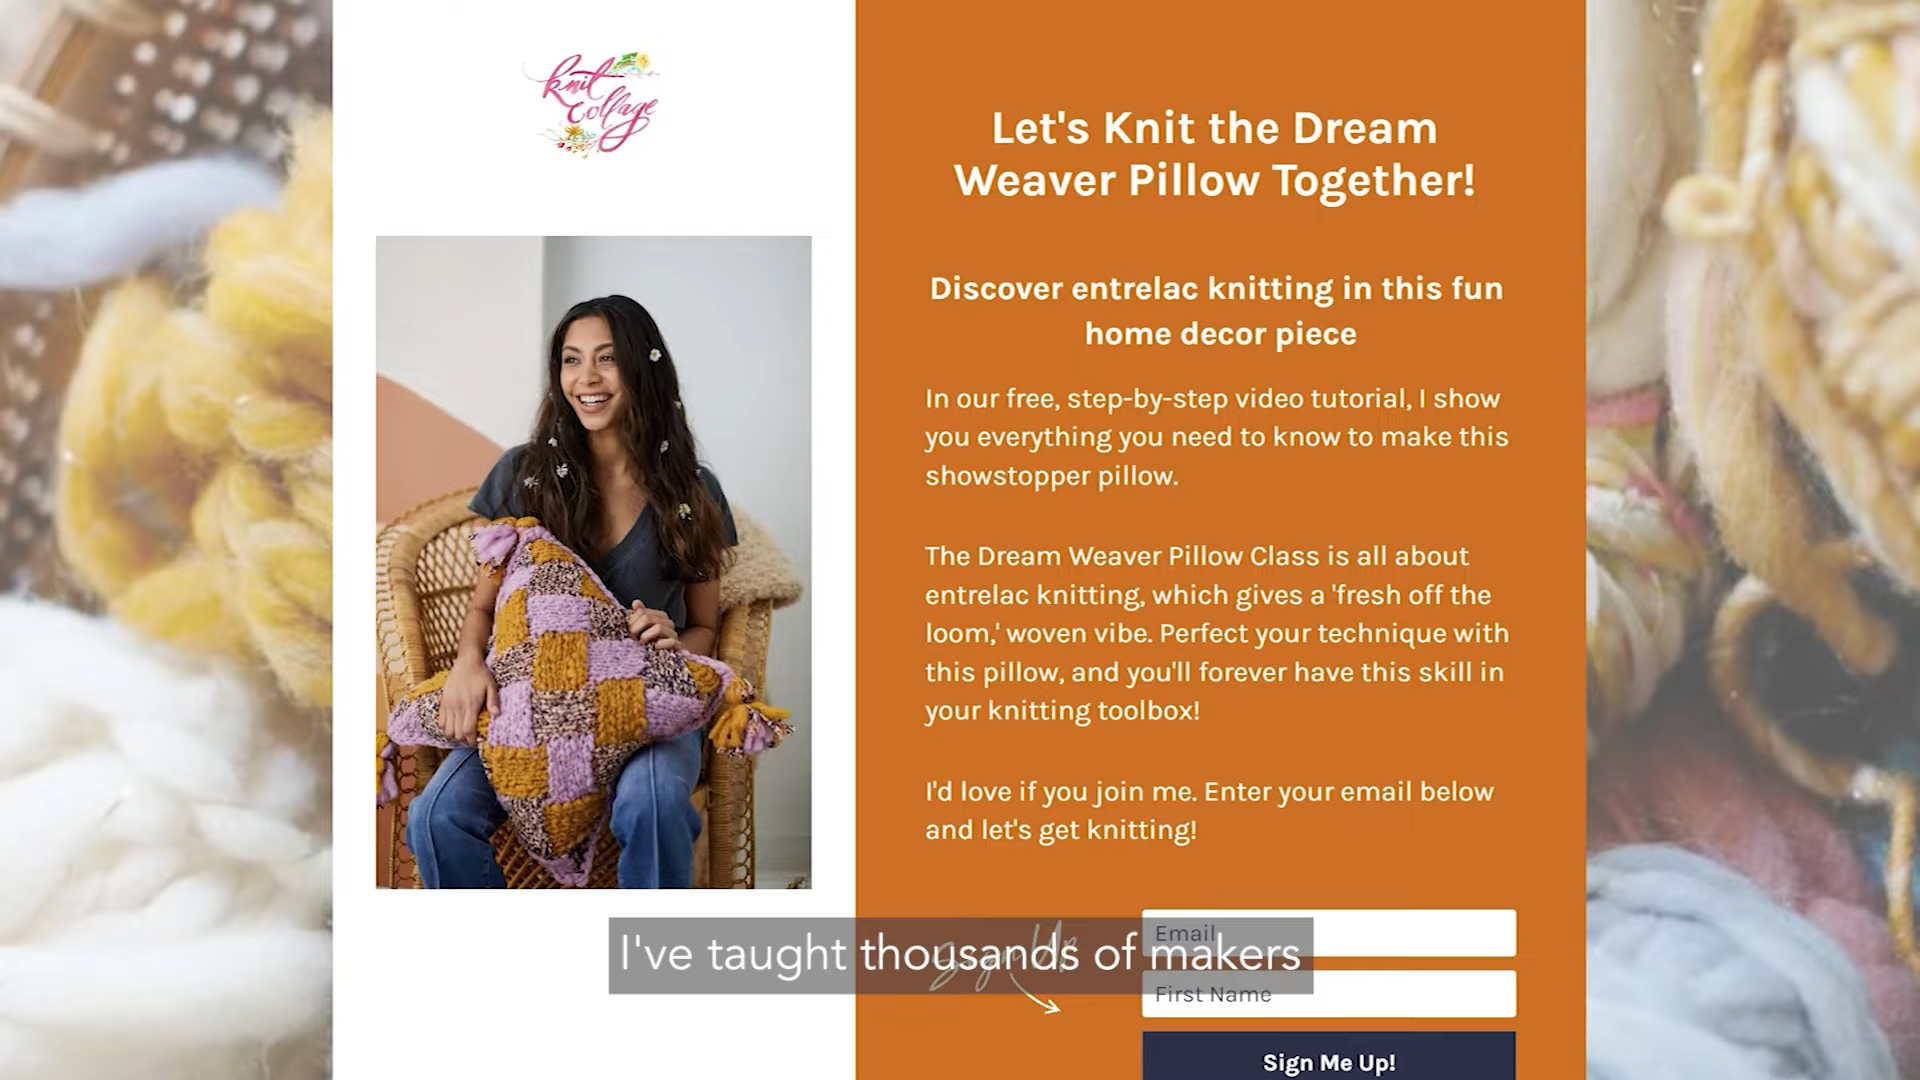 knit
collage
Let's Knit the Dream
Weaver Pillow Together!
Discover entrelac knitting in this fun
home decor piece
In our free, step-by-step video tutorial, I show
you everything you need to know to make this
showstopper pillow.
The Dream Weaver Pillow Class is all about
entrelac knitting, which gives a 'fresh off the
loom,' woven vibe. Perfect your technique with
this pillow, and you'll forever have this skill in
your knitting toolbox!
I'd love if you join me. Enter your email below
and let's get knitting!
Sign Up
Email
I've taught thousands of makers
First Name
Sign Me Up!